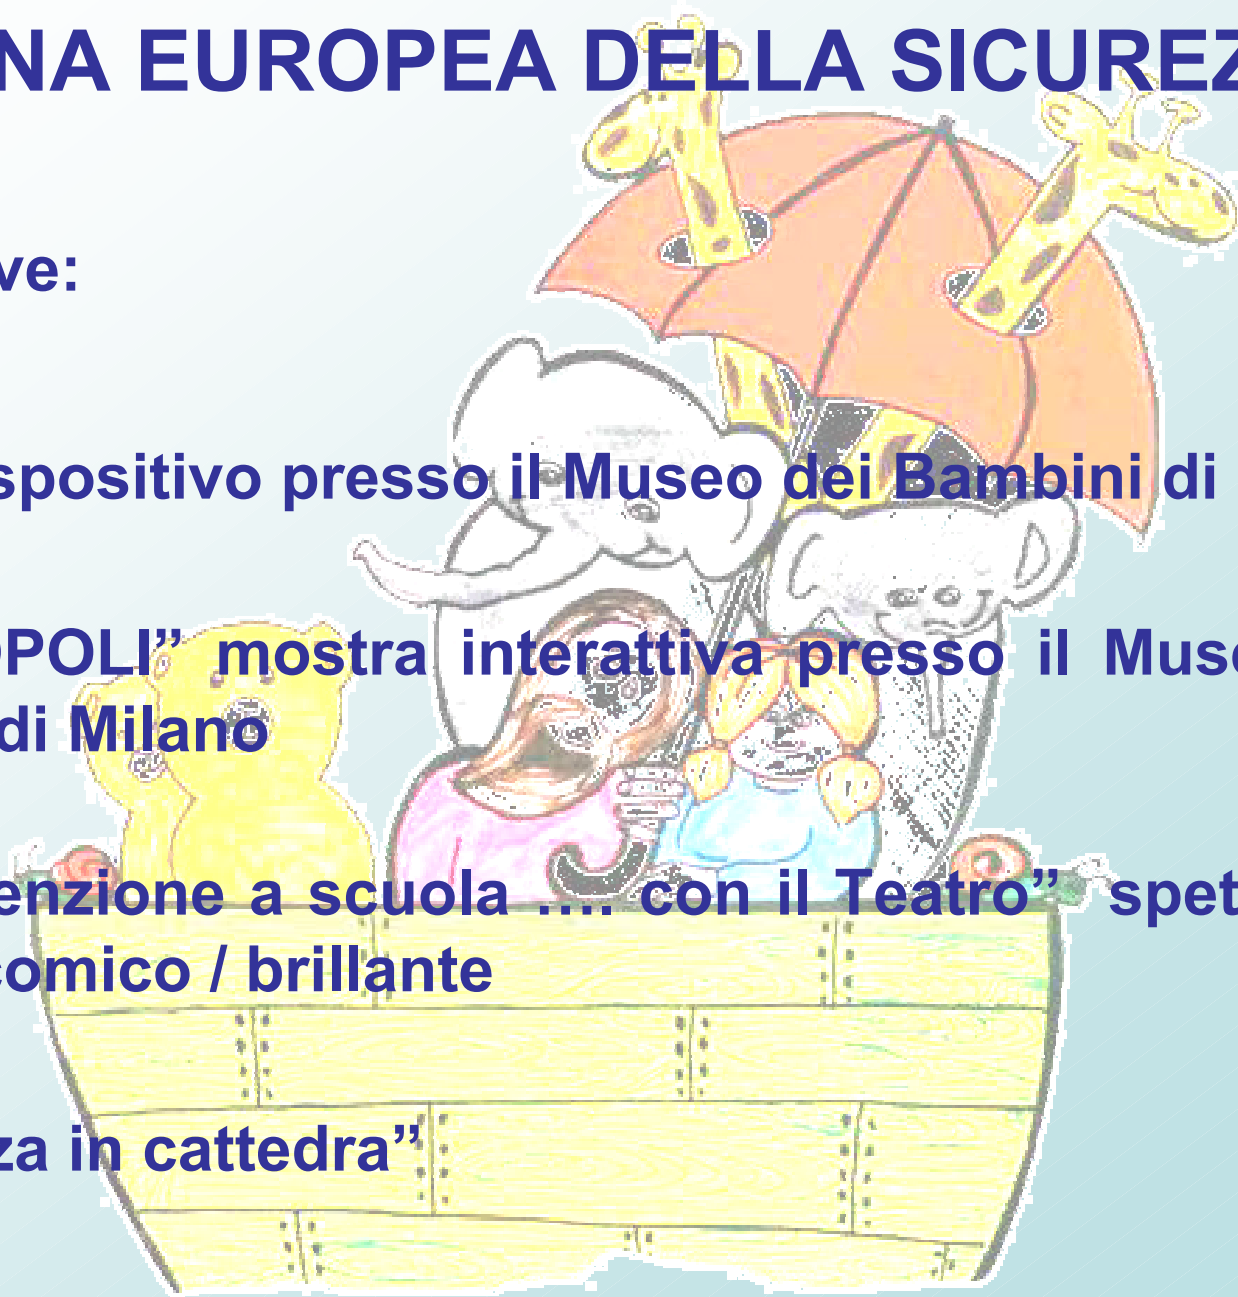 NA EUROPEA DELLA SICUREZ
ve:
spositivo presso il Museo dei Bambini di
OPOLI” mostra interattiva presso il Muse
di Milano
enzione a scuola .... con il Teatro” spet
comico / brillante
za in cattedra”